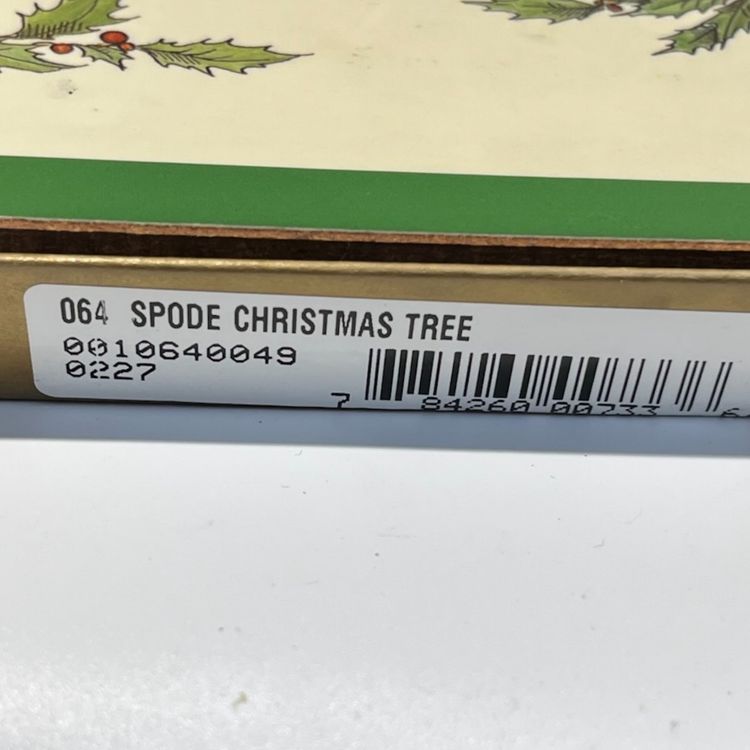 064 SPODE CHRISTMAS TREE
0010640049
0227
7 84260 00733